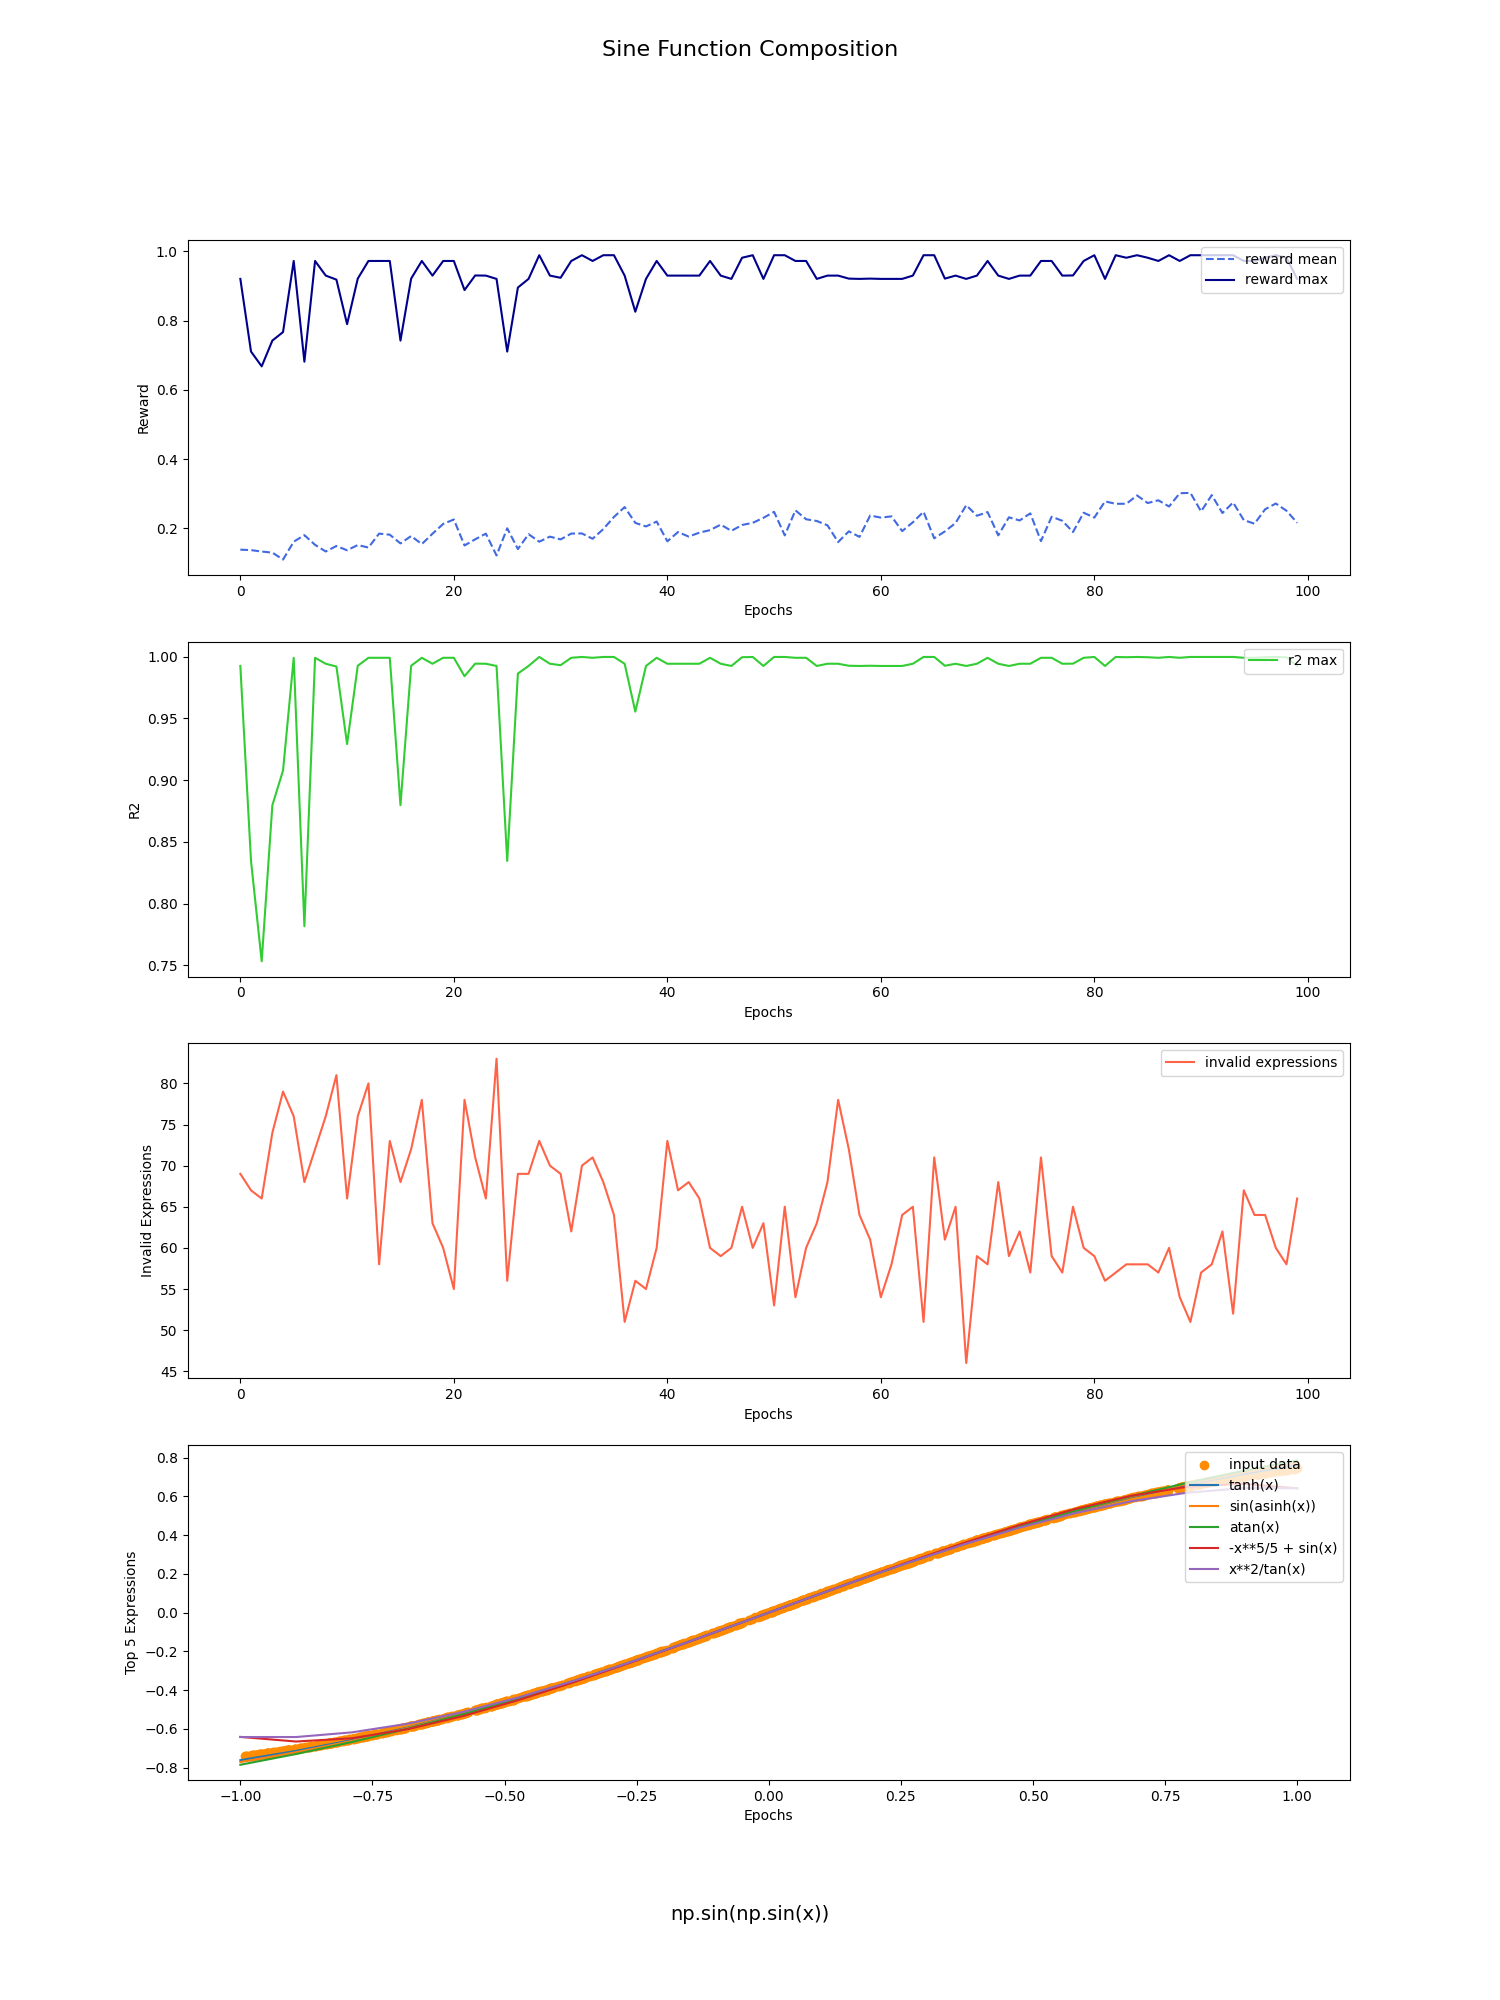 Sine Function Composition
1.0
0.8
0.6
0.4
0.2
Reward
reward mean
reward max
0 20 40 60 80 100
Epochs
1.00
0.95
0.90
0.85
0.80
0.75
R2
r2 max
0 20 40 60 80 100
Epochs
80
75
70
65
60
55
50
45
Invalid Expressions
invalid expressions
0 20 40 60 80 100
Epochs
0.8
0.6
0.4
0.2
0.0
−0.2
−0.4
−0.6
−0.8
Top 5 Expressions
input data
tanh(x)
sin(asinh(x))
atan(x)
-x**5/5 + sin(x)
x**2/tan(x)
−1.00 −0.75 −0.50 −0.25 0.00 0.25 0.50 0.75 1.00
Epochs
np.sin(np.sin(x))